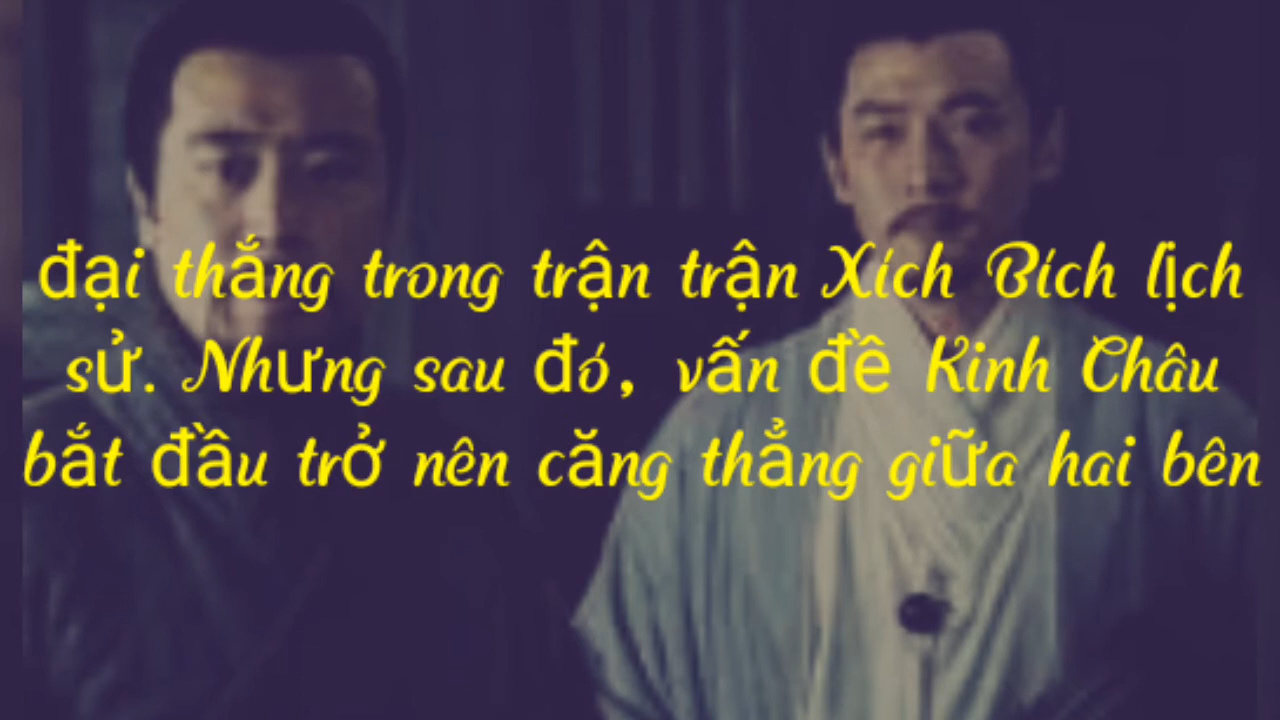 đại thắng trong trận trận Xích Bích lịch
sử. Nhưng sau đó, vấn đề Kinh Châu
bắt đầu trở nên căng thẳng giữa hai bên